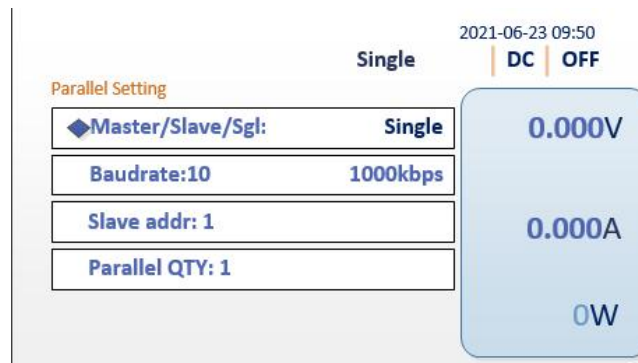 2021-06-23 09:50
Single DC OFF
Parallel Setting
Master/Slave/Sgl: Single
0.000V
Baudrate:10 1000kbps
Slave addr: 1
0.000A
Parallel QTY: 1
0W